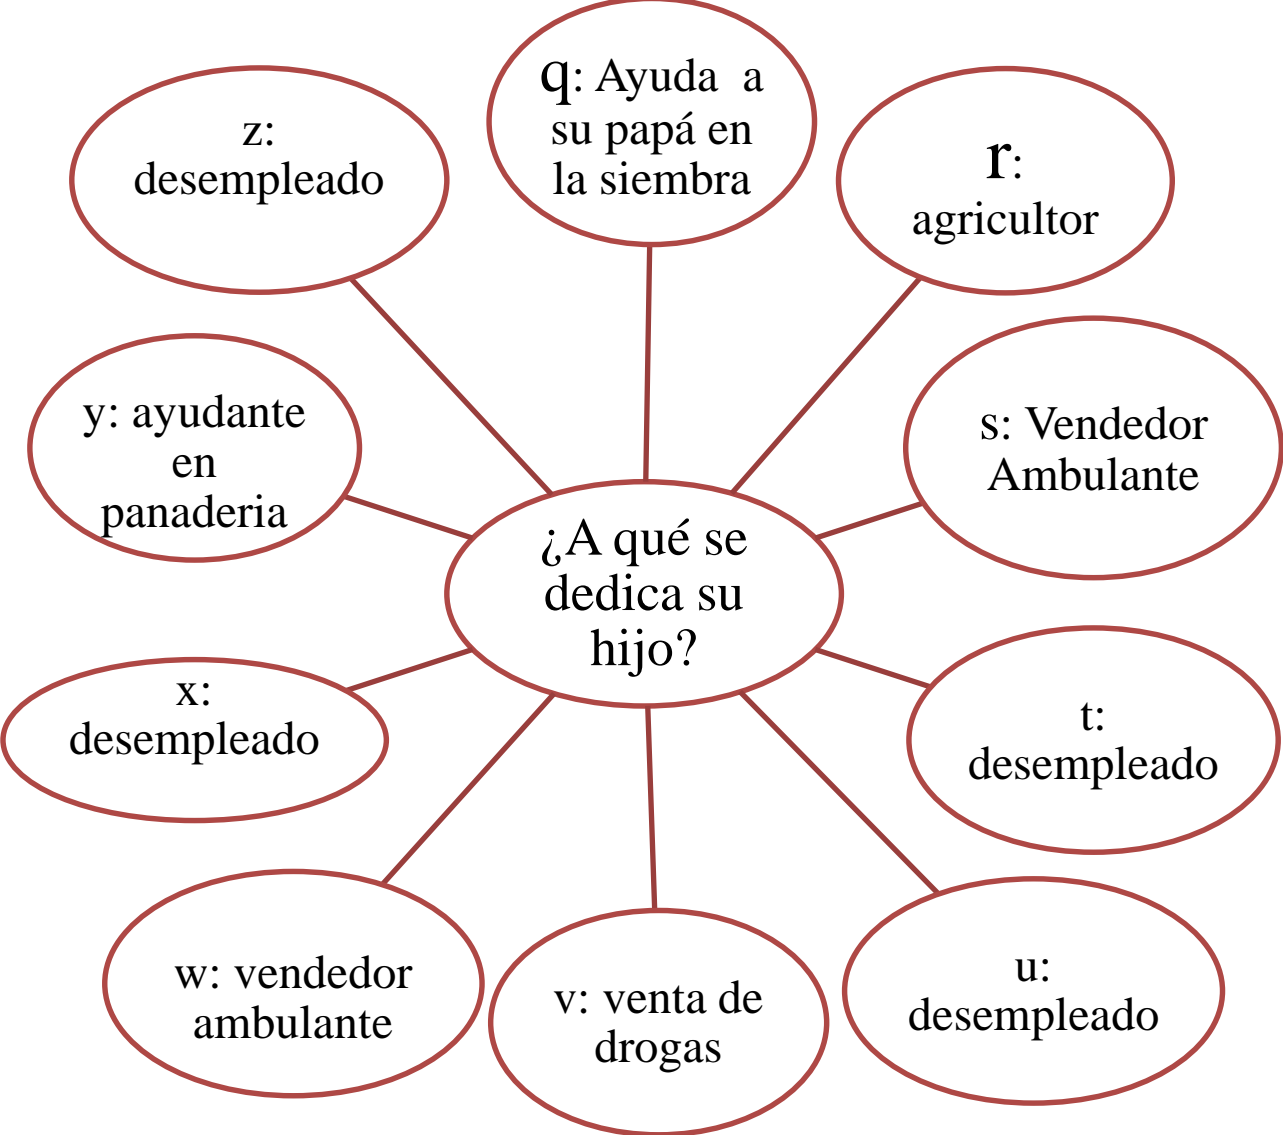 q: Ayuda a
su papá en
la siembra
z:
desempleado
r:
agricultor
y: ayudante
en
panaderia
s: Vendedor
Ambulante
¿A qué se
dedica su
hijo?
x:
desempleado
t:
desempleado
w: vendedor
ambulante
v: venta de
drogas
u:
desempleado